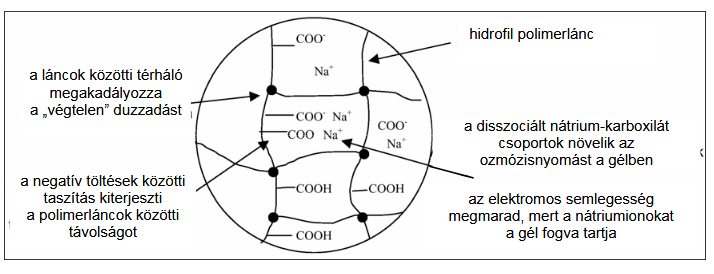 COO⁻
Na⁺
hidrofil polimerlánc
a láncok közötti térháló
megakadályozza
a „végtelen” duzzadást
COO⁻ Na⁺
COO Na⁺
COO⁻
Na⁺
a disszociált nátrium-karboxilát
csoportok növelik az
ozmózisnyomást a gélben
a negatív töltések közötti
taszítás kiterjeszti
a polimerláncok közötti
távolságot
COOH
COOH
COOH
az elektromos semlegesség
megmarad, mert a nátriumionokat
a gél fogva tartja